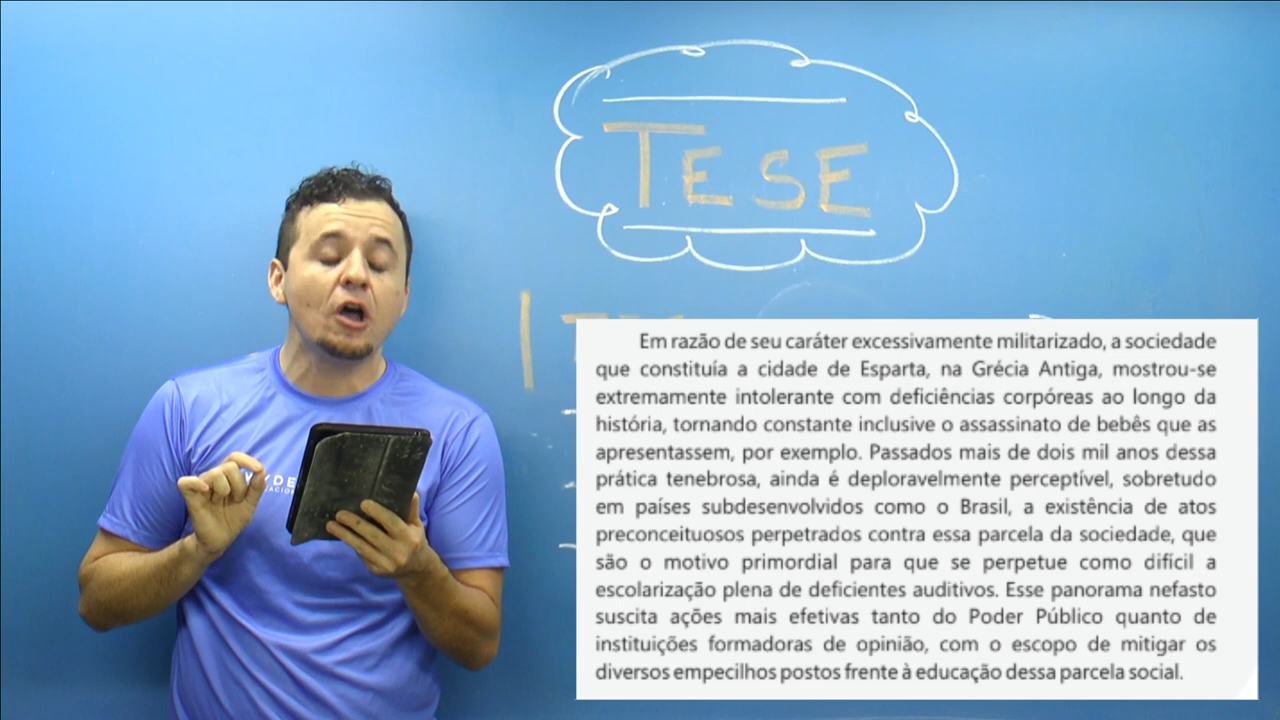 TESE
Em razão de seu caráter excessivamente militarizado, a sociedade
que constituía a cidade de Esparta, na Grécia Antiga, mostrou-se
extremamente intolerante com deficiências corpóreas ao longo da
história, tornando constante inclusive o assassinato de bebês que as
apresentassem, por exemplo. Passados mais de dois mil anos dessa
prática tenebrosa, ainda é deploravelmente perceptível, sobretudo
em países subdesenvolvidos como o Brasil, a existência de atos
preconceituosos perpetrados contra essa parcela da sociedade, que
são o motivo primordial para que se perpetue como difícil a
escolarização plena de deficientes auditivos. Esse panorama nefasto
suscita ações mais efetivas tanto do Poder Público quanto de
instituições formadoras de opinião, com o escopo de mitigar os
diversos empecilhos postos frente à educação dessa parcela social.